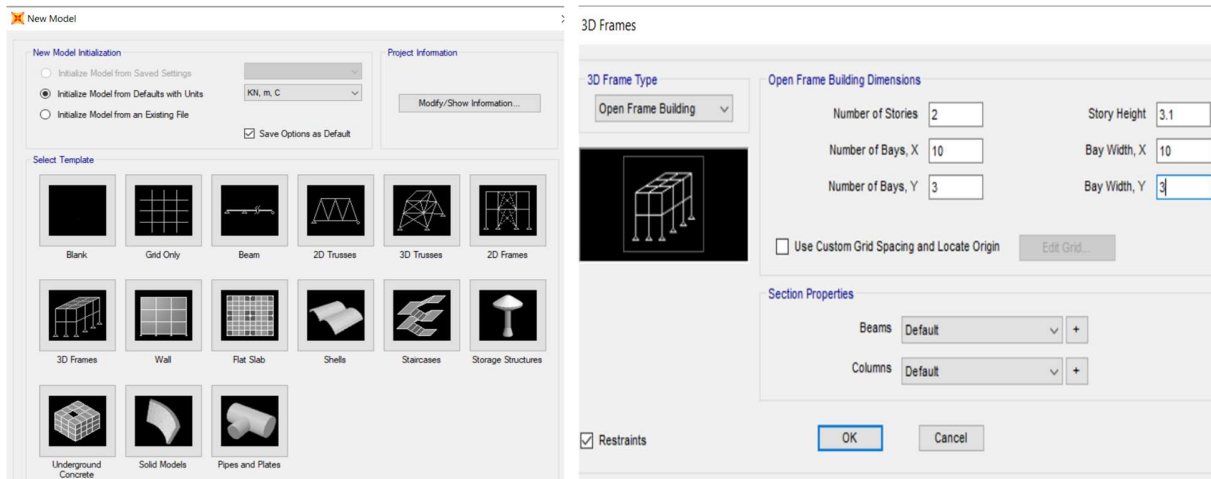 New Model
New Model Initialization
Initialize Model from Saved Settings
Initialize Model from Defaults with Units
KN, m, C
Initialize Model from an Existing File
Save Options as Default
Project Information
Modify/Show Information...
Select Template
Blank
Grid Only
Beam
2D Trusses
3D Trusses
2D Frames
3D Frames
Wall
Flat Slab
Shells
Staircases
Storage Structures
Underground
Concrete
Solid Models
Pipes and Plates
3D Frames
3D Frame Type
Open Frame Building
Open Frame Building Dimensions
Number of Stories 2
Story Height 3.1
Number of Bays, X 10
Bay Width, X 10
Number of Bays, Y 3
Bay Width, Y 3
Use Custom Grid Spacing and Locate Origin
Edit Grid...
Section Properties
Beams Default +
Columns Default +
Restraints
OK
Cancel